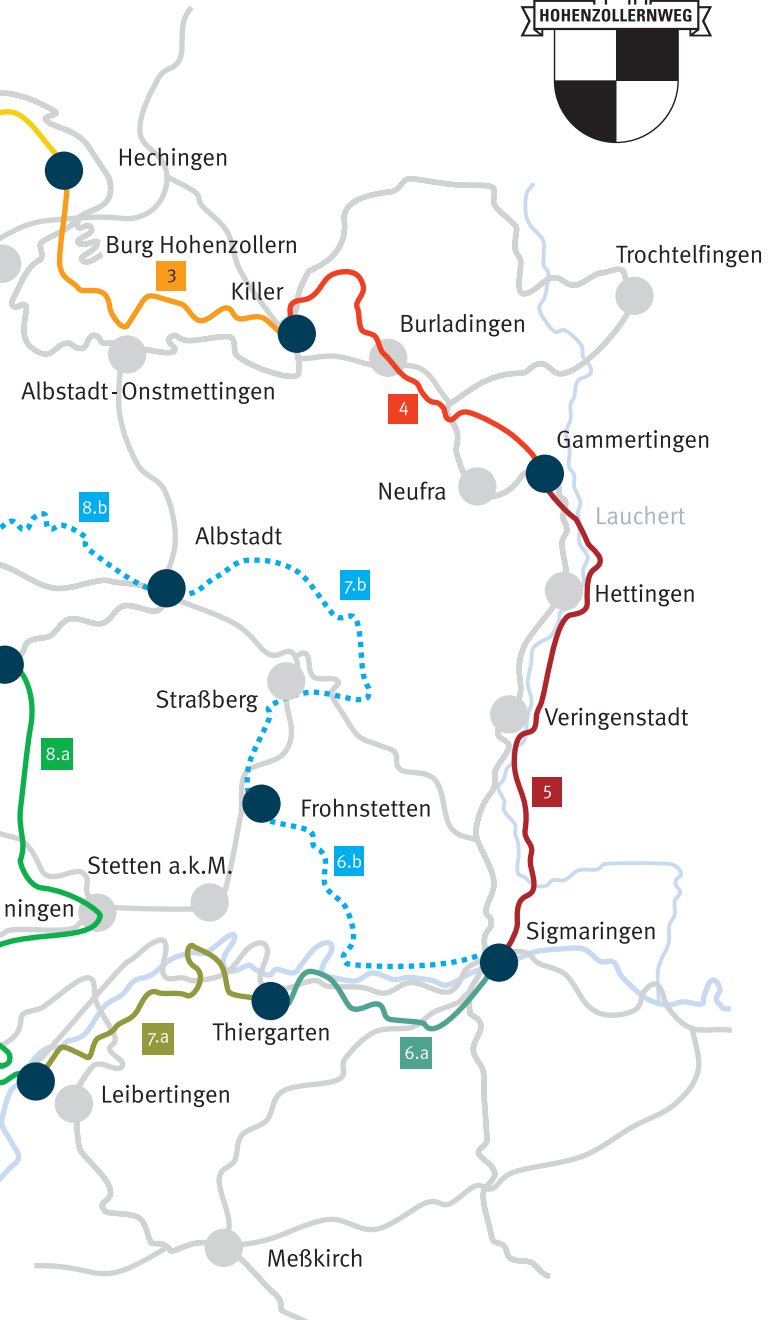 HOHENZOLLERNWEG
Hechingen
Burg Hohenzollern
Trochtelfingen
3
Killer
Burladingen
Albstadt-Onstmettingen
4
Gammertingen
Neufra
8.b
Lauchert
Albstadt
7.b
Hettingen
Straßberg
Veringenstadt
8.a
5
Frohnstetten
6.b
Stetten a.k.M.
ningen
Sigmaringen
Thiergarten
7.a
6.a
Leibertingen
Meßkirch